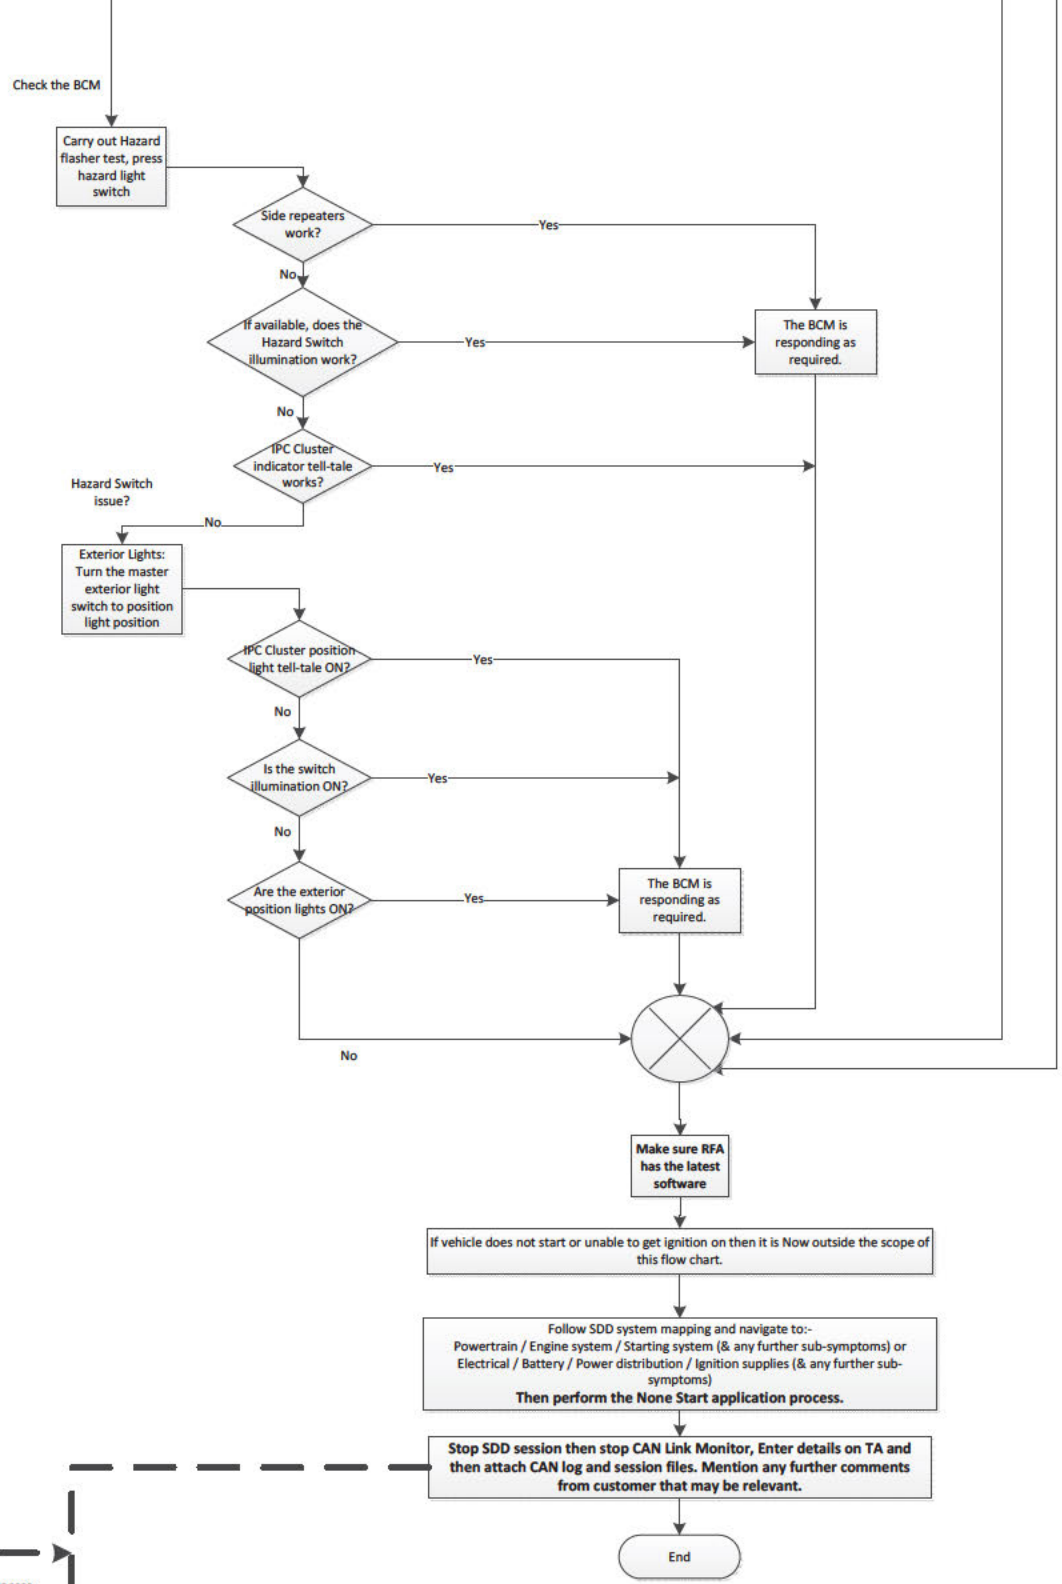 Check the BCM
Carry out Hazard
flasher test, press
hazard light
switch
Side repeaters
work?
Yes
No
If available, does the
Hazard Switch
illumination work?
Yes
The BCM is
responding as
required.
No
IPC Cluster
indicator tell-tale
works?
Yes
Hazard Switch
issue?
No
Exterior Lights:
Turn the master
exterior light
switch to position
light position
IPC Cluster position
light tell-tale ON?
Yes
No
Is the switch
illumination ON?
Yes
No
Are the exterior
position lights ON?
Yes
The BCM is
responding as
required.
No
Make sure RFA
has the latest
software
If vehicle does not start or unable to get ignition on then it is Now outside the scope of
this flow chart.
Follow SDD system mapping and navigate to:-
Powertrain / Engine system / Starting system (& any further sub-symptoms) or
Electrical / Battery / Power distribution / Ignition supplies (& any further sub-
symptoms)
Then perform the None Start application process.
Stop SDD session then stop CAN Link Monitor, Enter details on TA and
then attach CAN log and session files. Mention any further comments
from customer that may be relevant.
End